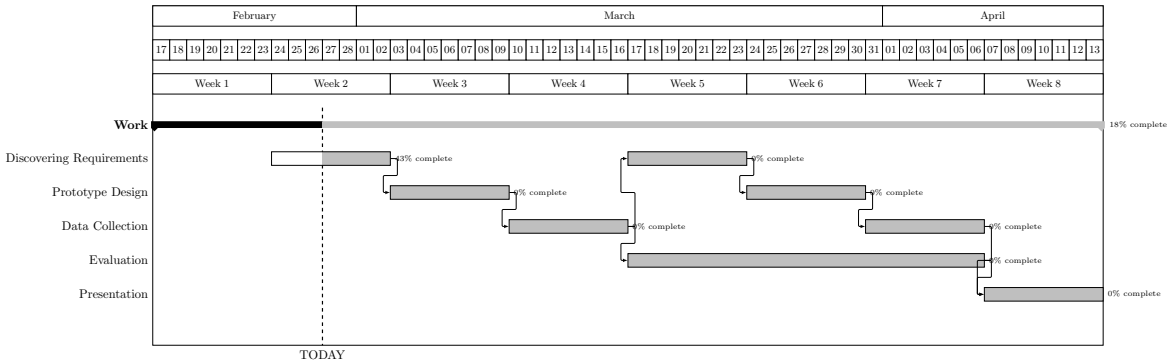 February March April
17 18 19 20 21 22 23 24 25 26 27 28 01 02 03 04 05 06 07 08 09 10 11 12 13 14 15 16 17 18 19 20 21 22 23 24 25 26 27 28 29 30 31 01 02 03 04 05 06 07 08 09 10 11 12 13
Week 1 Week 2 Week 3 Week 4 Week 5 Week 6 Week 7 Week 8
Work 18% complete
Discovering Requirements 43% complete 0% complete
Prototype Design 0% complete 0% complete
Data Collection 0% complete 0% complete
Evaluation 0% complete
Presentation 0% complete
TODAY